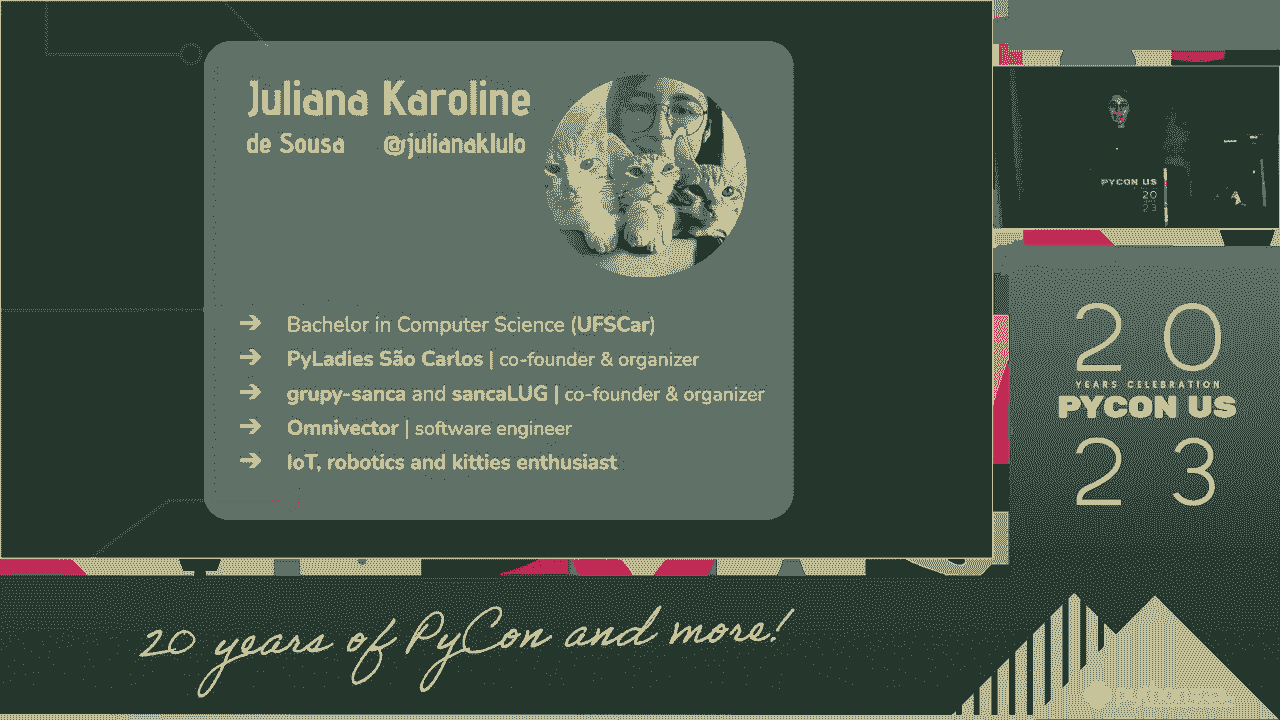 Juliana Karoline
de Sousa @rjulianaklulo
➔ Bachelor in Computer Science (UFSCar)
➔ PyLadies São Carlos | co-founder & organizer
➔ grupy-sanca and sancaLUG | co-founder & organizer
➔ Omnivector | software engineer
➔ IoT, robotics and kitties enthusiast
PYCON US
20
23
20
YEARS CELEBRATION
PYCON US
23
20 years of PyCon and more!